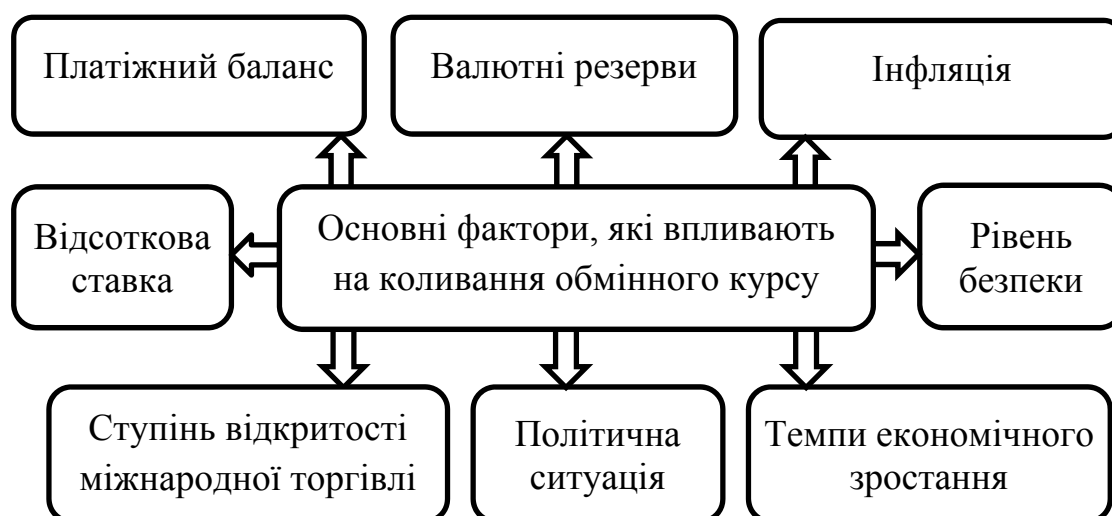 Платіжний баланс
Валютні резерви
Інфляція
Відсоткова
ставка
Основні фактори, які впливають
на коливання обмінного курсу
Рівень
безпеки
Ступінь відкритості
міжнародної торгівлі
Політична
ситуація
Темпи економічного
зростання